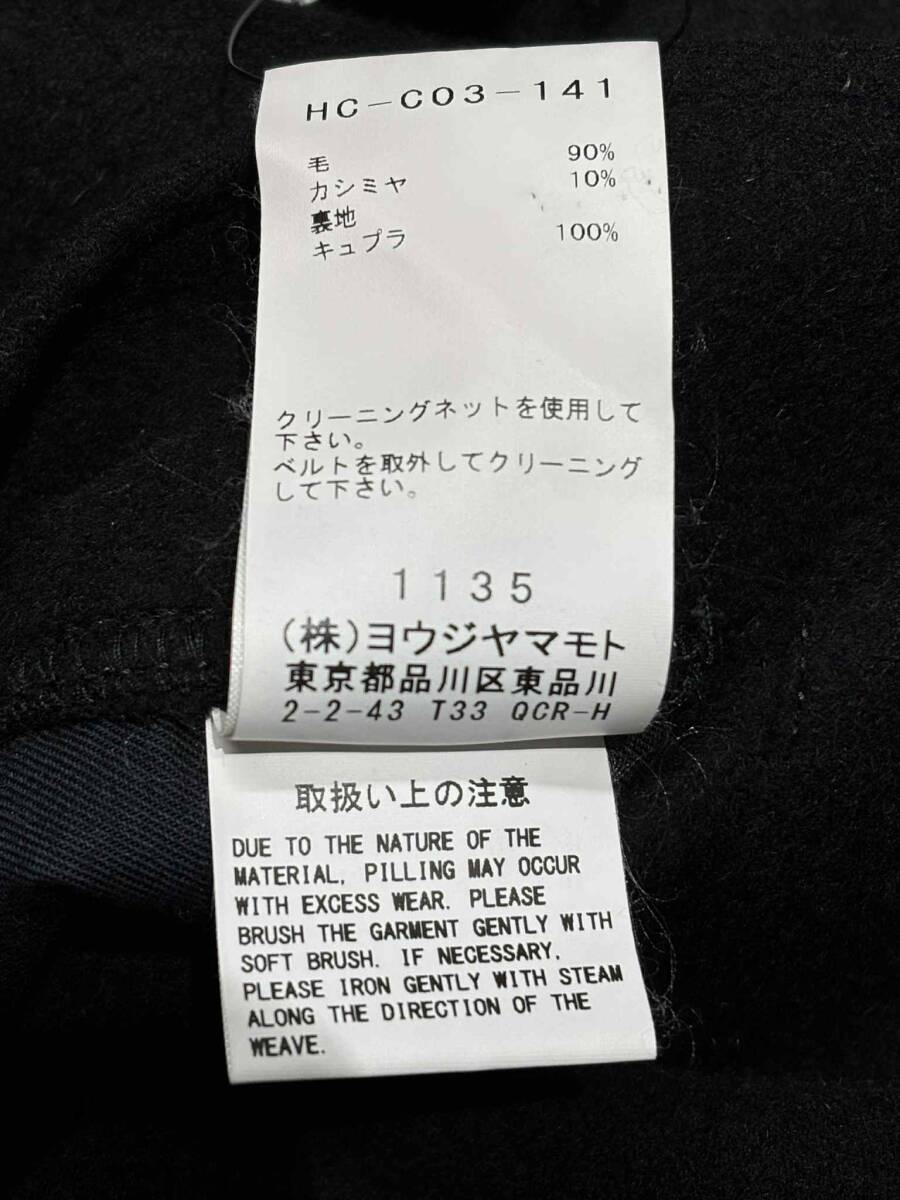 HC-C03-141
毛 90%
カシミヤ 10%
裏地
キュプラ 100%
クリーニングネットを使用して
下さい。
ベルトを取外してクリーニング
して下さい。
1135
(株)ヨウジヤマモト
東京都品川区東品川
2-2-43 T33 QCR-H
取扱い上の注意
DUE TO THE NATURE OF THE
MATERIAL, PILLING MAY OCCUR
WITH EXCESS WEAR. PLEASE
BRUSH THE GARMENT GENTLY WITH
SOFT BRUSH. IF NECESSARY,
PLEASE IRON GENTLY WITH STEAM
ALONG THE DIRECTION OF THE
WEAVE.